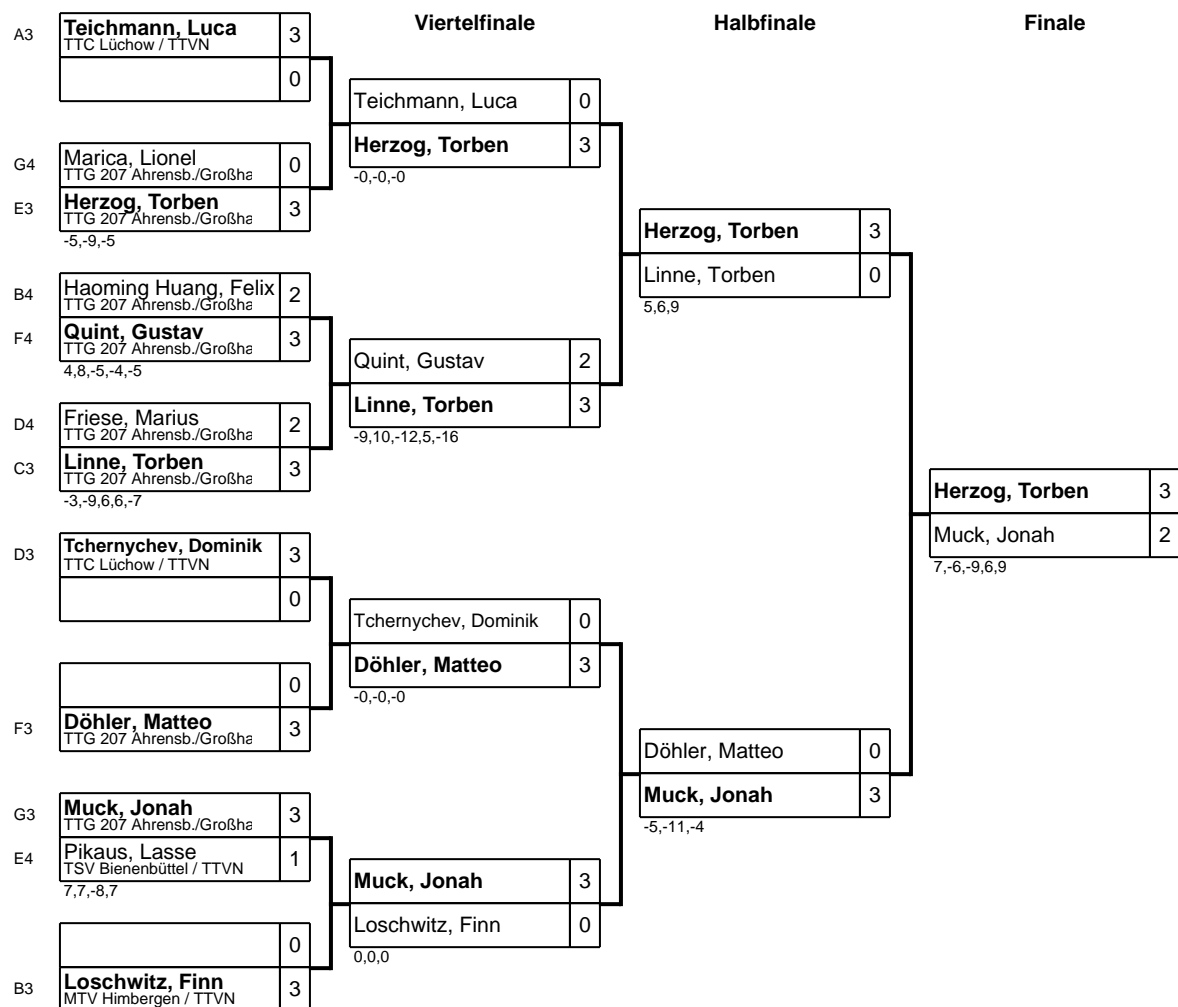 Viertelfinale
Halbfinale
Finale
A3
Teichmann, Luca
TTC Lüchow / TTVN
3
0
G4
Marica, Lionel
TTG 207 Ahrensb./Großha
0
E3
Herzog, Torben
TTG 207 Ahrensb./Großha
3
-5,-9,-5
B4
Haoming Huang, Felix
TTG 207 Ahrensb./Großha
2
F4
Quint, Gustav
TTG 207 Ahrensb./Großha
3
4,8,-5,-4,-5
D4
Friese, Marius
TTG 207 Ahrensb./Großha
2
C3
Linne, Torben
TTG 207 Ahrensb./Großha
3
-3,-9,6,6,-7
D3
Tchernychev, Dominik
TTC Lüchow / TTVN
3
0
0
F3
Döhler, Matteo
TTG 207 Ahrensb./Großha
3
G3
Muck, Jonah
TTG 207 Ahrensb./Großha
3
E4
Pikaus, Lasse
TSV Bienenbüttel / TTVN
1
7,7,-8,7
0
B3
Loschwitz, Finn
MTV Himbergen / TTVN
3
Teichmann, Luca 0
Herzog, Torben 3
-0,-0,-0
Quint, Gustav 2
Linne, Torben 3
-9,10,-12,5,-16
Tchernychev, Dominik 0
Döhler, Matteo 3
-0,-0,-0
Muck, Jonah 3
Loschwitz, Finn 0
0,0,0
Herzog, Torben 3
Linne, Torben 0
5,6,9
Döhler, Matteo 0
Muck, Jonah 3
-5,-11,-4
Herzog, Torben 3
Muck, Jonah 2
7,-6,-9,6,9